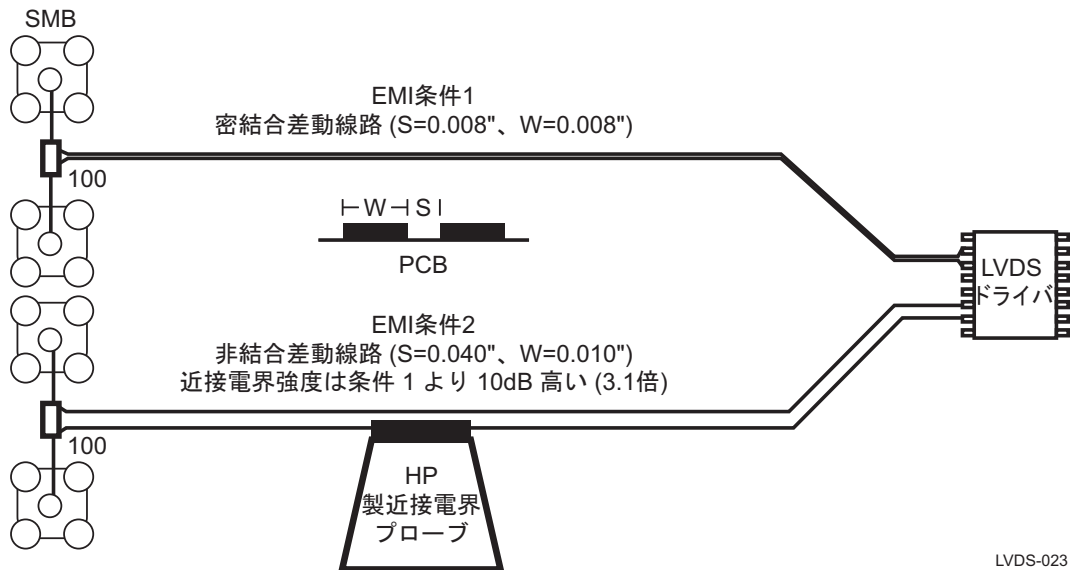 SMB
EMI条件1
密結合差動線路 (S=0.008"、W=0.008")
100
W S
PCB
LVDS
ドライバ
EMI条件2
非結合差動線路 (S=0.040"、W=0.010")
近接電界強度は条件 1 より 10dB 高い (3.1倍)
100
HP
製近接電界
プローブ
LVDS-023